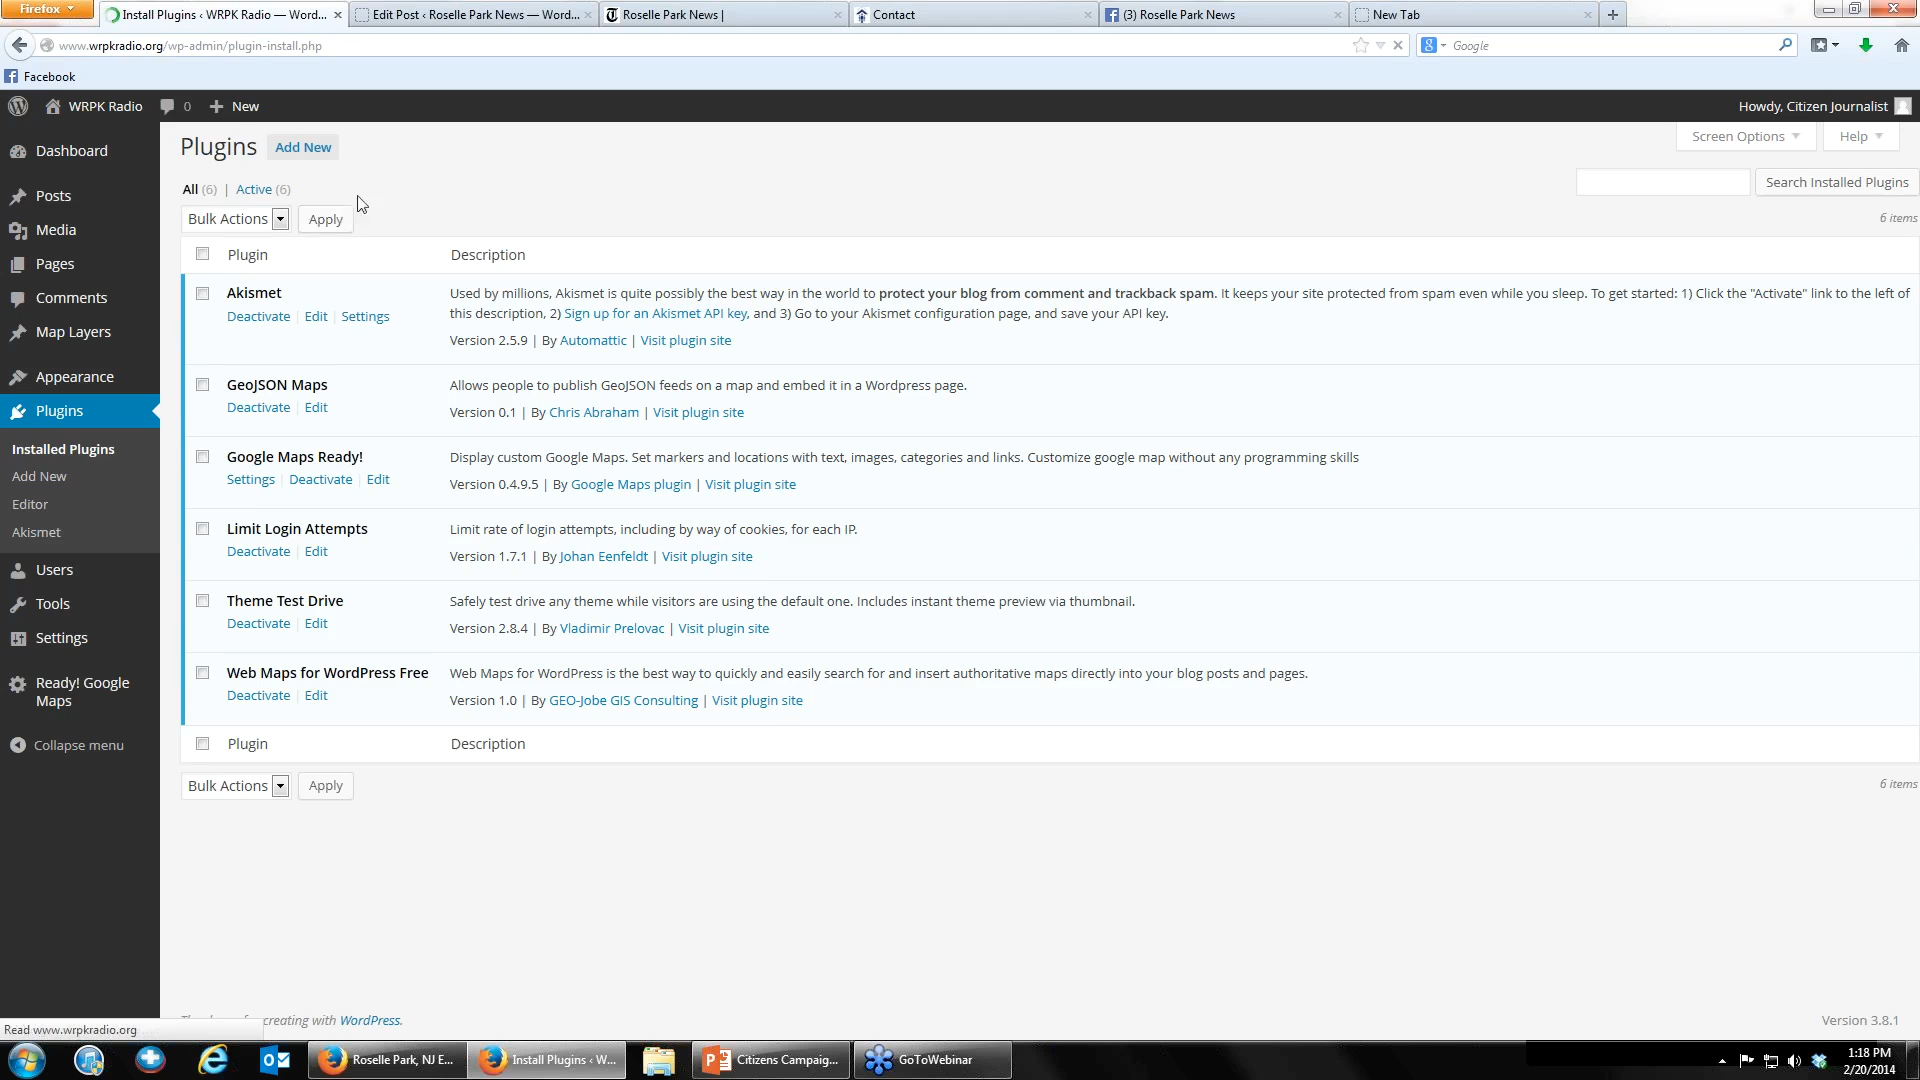 Firefox
Install Plugins ‹ WRPK Radio — Word...
Edit Post ‹ Roselle Park News — Word...
Roselle Park News |
Contact
(3) Roselle Park News
New Tab
www.wrpkradio.org/wp-admin/plugin-install.php
Google
Facebook
WRPK Radio 0 New
Howdy, Citizen Journalist
Dashboard
Posts
Media
Pages
Comments
Map Layers
Appearance
Plugins
Installed Plugins
Add New
Editor
Akismet
Users
Tools
Settings
Ready! Google
Maps
Collapse menu
Plugins Add New
Screen Options Help
All (6) | Active (6)
Search Installed Plugins
Bulk Actions Apply
6 items
Plugin Description
Akismet
Deactivate | Edit | Settings
Used by millions, Akismet is quite possibly the best way in the world to protect your blog from comment and trackback spam. It keeps your site protected from spam even while you sleep. To get started: 1) Click the "Activate" link to the left of
this description, 2) Sign up for an Akismet API key, and 3) Go to your Akismet configuration page, and save your API key.
Version 2.5.9 | By Automattic | Visit plugin site
GeoJSON Maps
Deactivate | Edit
Allows people to publish GeoJSON feeds on a map and embed it in a Wordpress page.
Version 0.1 | By Chris Abraham | Visit plugin site
Google Maps Ready!
Settings | Deactivate | Edit
Display custom Google Maps. Set markers and locations with text, images, categories and links. Customize google map without any programming skills
Version 0.4.9.5 | By Google Maps plugin | Visit plugin site
Limit Login Attempts
Deactivate | Edit
Limit rate of login attempts, including by way of cookies, for each IP.
Version 1.7.1 | By Johan Eenfeldt | Visit plugin site
Theme Test Drive
Deactivate | Edit
Safely test drive any theme while visitors are using the default one. Includes instant theme preview via thumbnail.
Version 2.8.4 | By Vladimir Prelovac | Visit plugin site
Web Maps for WordPress Free
Deactivate | Edit
Web Maps for WordPress is the best way to quickly and easily search for and insert authoritative maps directly into your blog posts and pages.
Version 1.0 | By GEO-Jobe GIS Consulting | Visit plugin site
Plugin Description
Bulk Actions Apply
6 items
creating with WordPress.
Version 3.8.1
Read www.wrpkradio.org
Roselle Park, NJ E...
Install Plugins ‹ W...
Citizens Campaig...
GoToWebinar
1:18 PM
2/20/2014